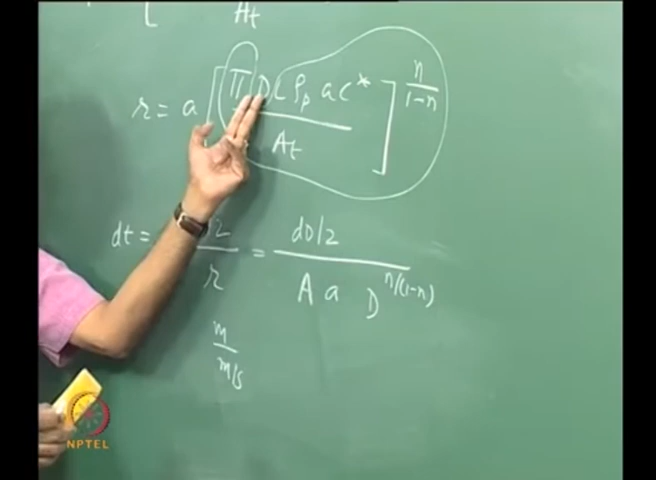 At
r = a [ π D L ρp a c* / At ] n/1-n
dt = /2 / r = dD/2 / A a D n/(1-n)
m / m/s
NPTEL